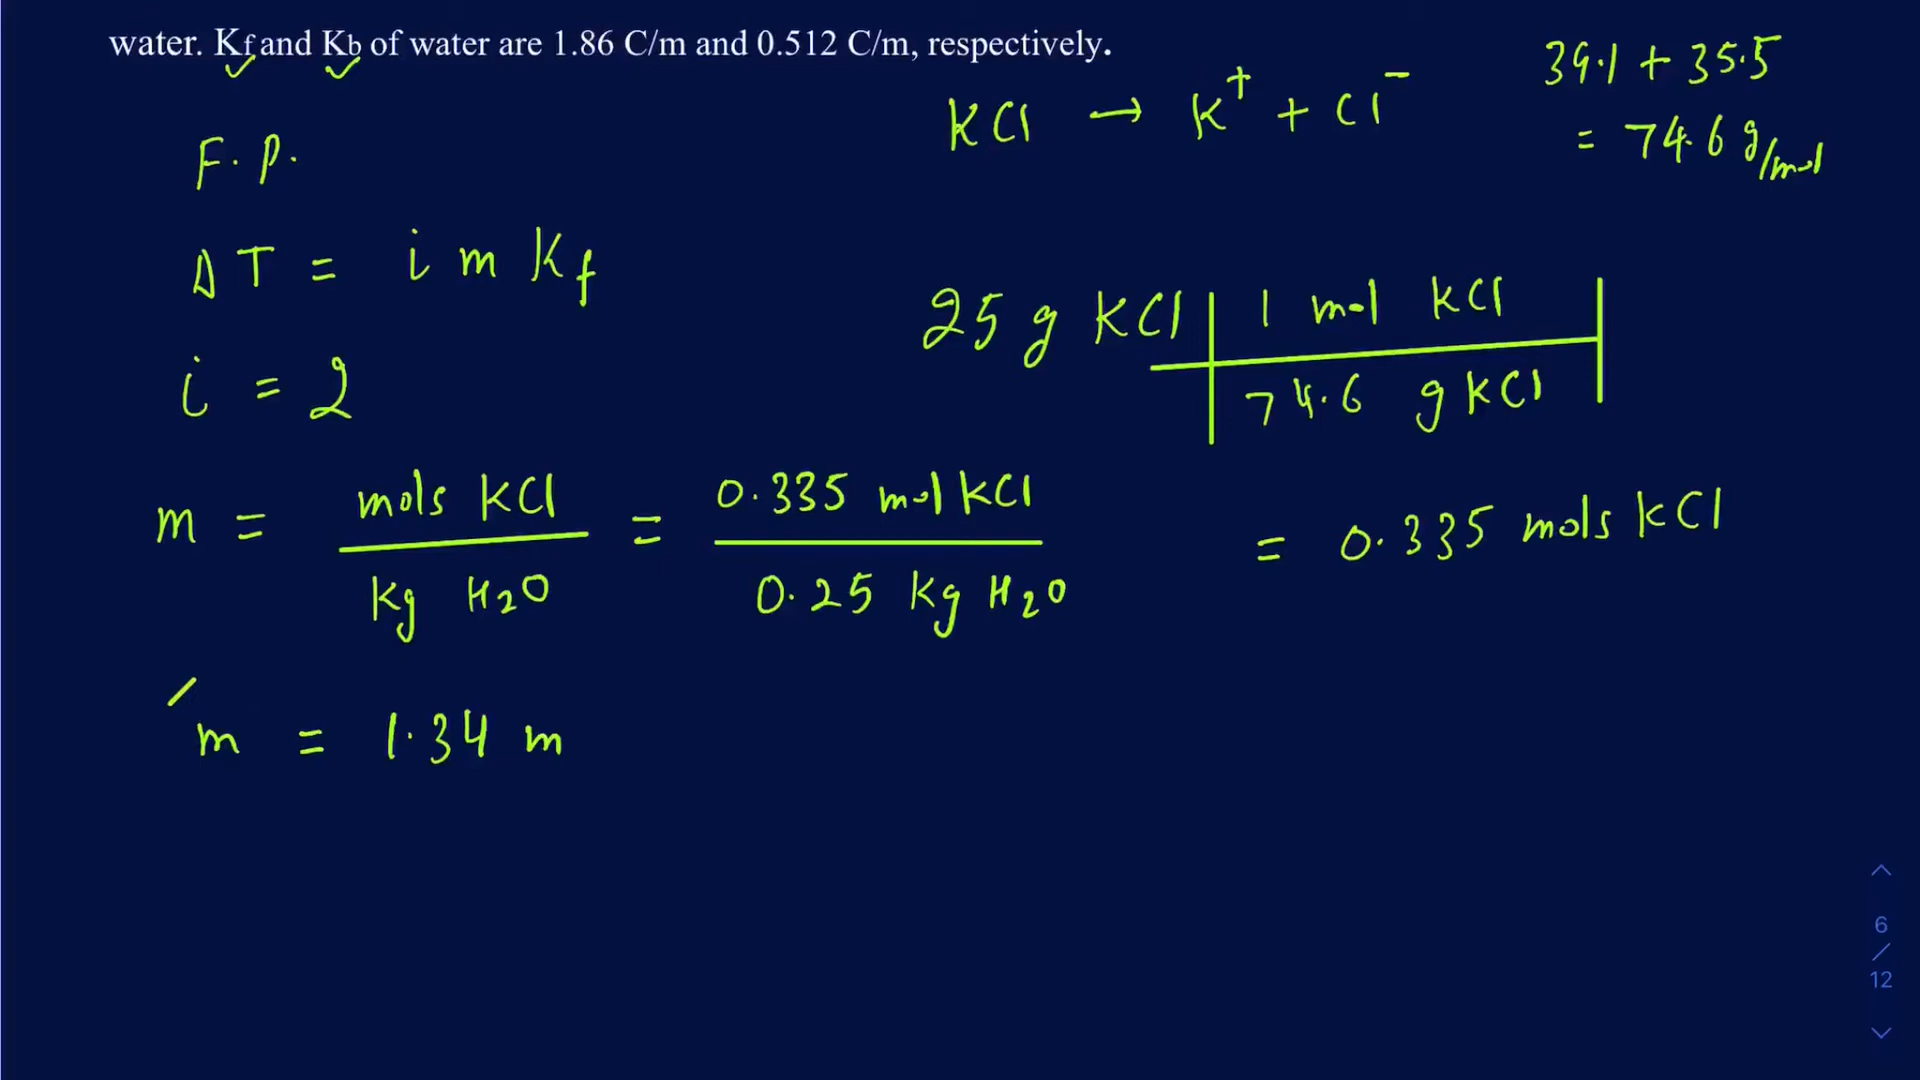 water. Kf and Kb of water are 1.86 C/m and 0.512 C/m, respectively.
39.1 + 35.5
= 74.6 g/mol
KCl → K⁺ + Cl⁻
F.P.
ΔT = i m Kf
25 g KCl | 1 mol KCl
74.6 g KCl
i = 2
m = mols KCl / kg H₂O = 0.335 mol KCl / 0.25 kg H₂O
= 0.335 mols KCl
m = 1.34 m
6
/
12